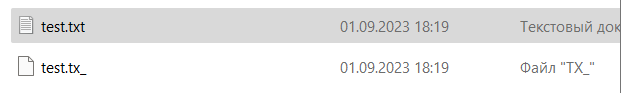 test.txt 01.09.2023 18:19 Текстовый док
test.tx_ 01.09.2023 18:19 Файл "TX_"